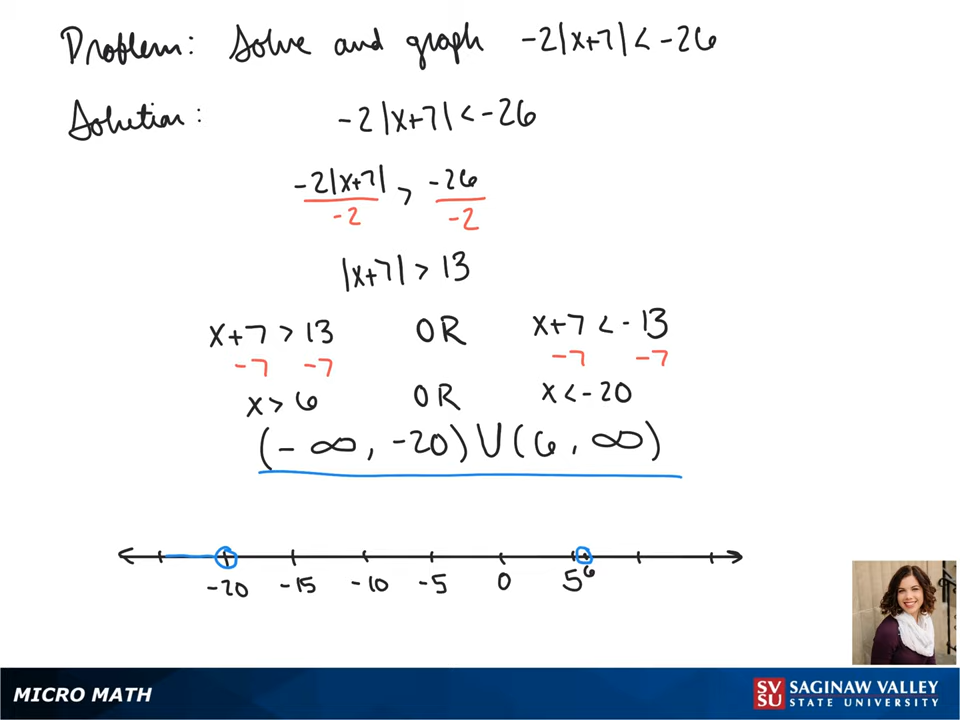 Problem: Solve and graph -2|x+7| < -26
Solution: -2|x+7| < -26
-2|x+7| > -26
-2 -2
|x+7| > 13
x+7 > 13 OR x+7 < -13
-7 -7 -7 -7
x > 6 OR x < -20
(-∞, -20) ∪ (6, ∞)
-20 -15 -10 -5 0 5 6
MICRO MATH
SV SU SAGINAW VALLEY
STATE UNIVERSITY